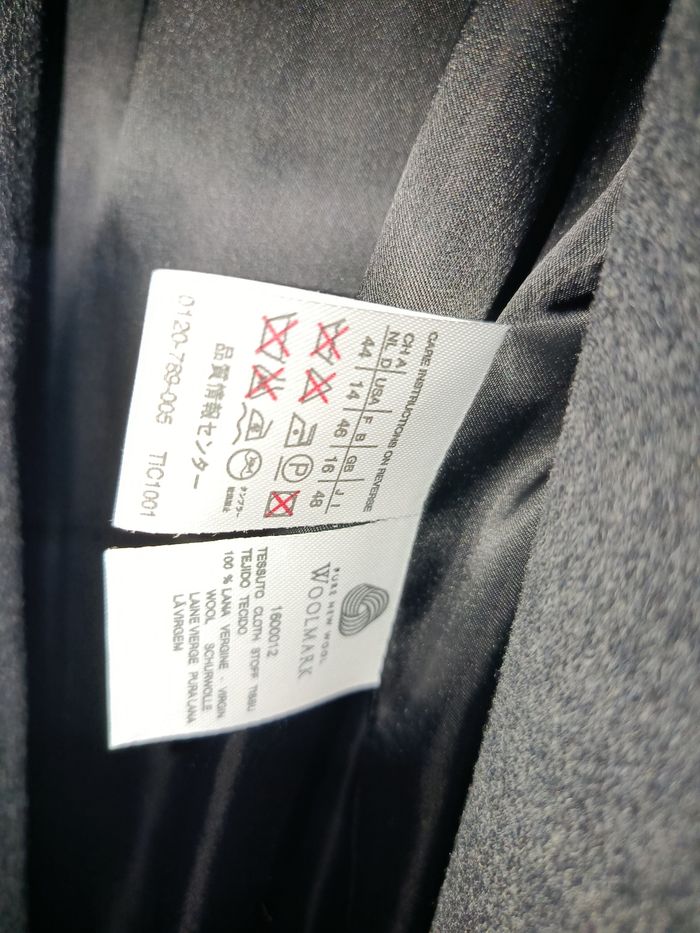 CARE INSTRUCTIONS ON REVERSE
CH A USA F GB J
NL D B I
44 14 46 16 48
P
品質情報センター
0120-789-005 TIC1001
PURE NEW WOOL
WOOLMARK
1600012
TESSUTO CLOTH STOFF TISSU
TEJIDO TECIDO
100 % LANA VERGINE - VIRGIN
WOOL SCHURWOLLE
LAINE VIERGE PURA LANA
LÃ VIRGEM